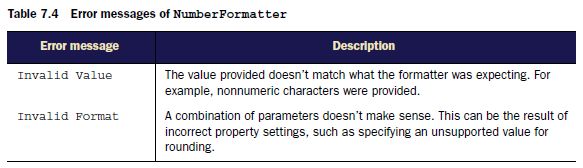 Table 7.4 Error messages of NumberFormatter
Error message Description
Invalid Value The value provided doesn't match what the formatter was expecting. For
example, nonnumeric characters were provided.
Invalid Format A combination of parameters doesn't make sense. This can be the result of
incorrect property settings, such as specifying an unsupported value for
rounding.